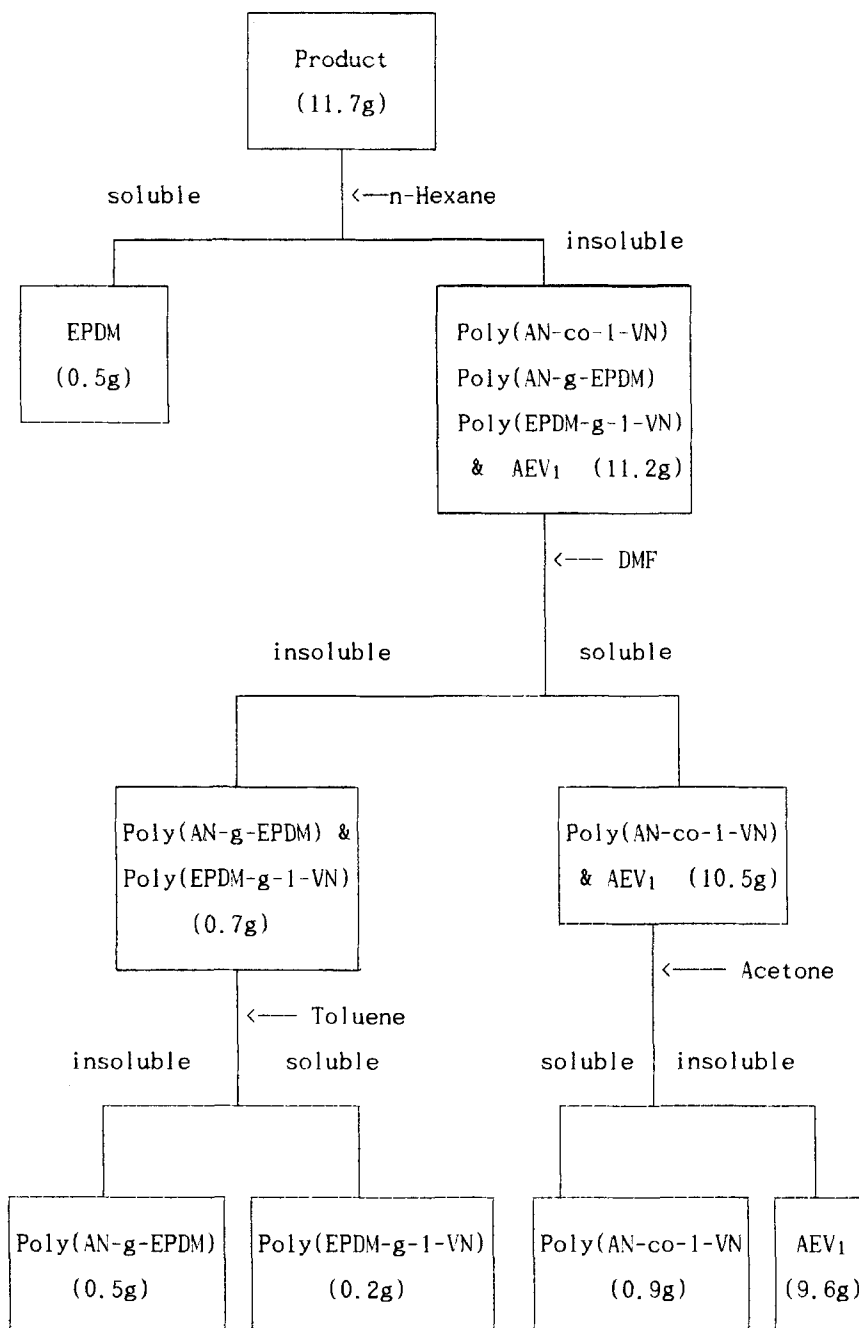 Product
(11.7g)
soluble
<—n-Hexane
insoluble
EPDM
(0.5g)
Poly(AN-co-1-VN)
Poly(AN-g-EPDM)
Poly(EPDM-g-1-VN)
& AEV₁ (11.2g)
<--- DMF
insoluble
soluble
Poly(AN-g-EPDM) &
Poly(EPDM-g-1-VN)
(0.7g)
Poly(AN-co-1-VN)
& AEV₁ (10.5g)
<--- Toluene
<--- Acetone
insoluble
soluble
soluble
insoluble
Poly(AN-g-EPDM)
(0.5g)
Poly(EPDM-g-1-VN)
(0.2g)
Poly(AN-co-1-VN
(0.9g)
AEV₁
(9.6g)